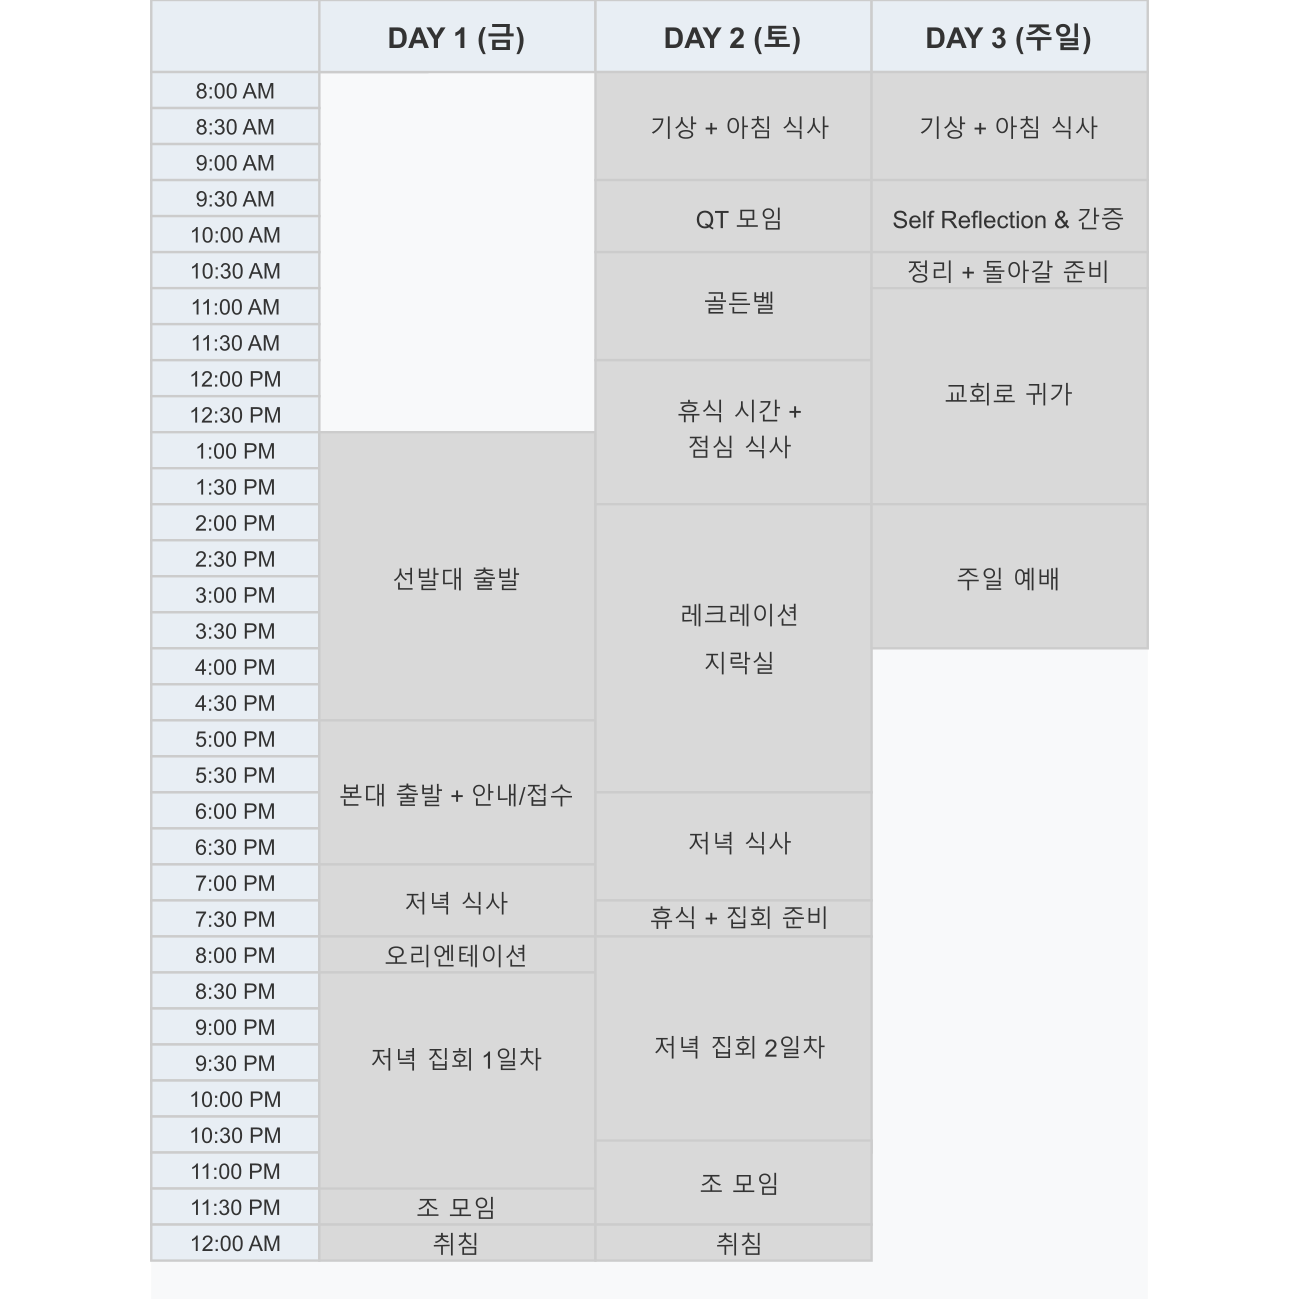 DAY 1 (금) DAY 2 (토) DAY 3 (주일)
8:00 AM
8:30 AM 기상 + 아침 식사 기상 + 아침 식사
9:00 AM
9:30 AM
QT 모임 Self Reflection & 간증
10:00 AM
10:30 AM 정리 + 돌아갈 준비
11:00 AM 골든벨
11:30 AM
12:00 PM
교회로 귀가
12:30 PM 휴식 시간 +
1:00 PM 점심 식사
1:30 PM
2:00 PM
2:30 PM
선발대 출발 주일 예배
3:00 PM
3:30 PM 레크레이션
4:00 PM 지락실
4:30 PM
5:00 PM
5:30 PM
본대 출발 + 안내/접수
6:00 PM
6:30 PM 저녁 식사
7:00 PM
저녁 식사
7:30 PM 휴식 + 집회 준비
8:00 PM 오리엔테이션
8:30 PM
9:00 PM
9:30 PM 저녁 집회 1일차 저녁 집회 2일차
10:00 PM
10:30 PM
11:00 PM 조 모임
11:30 PM 조 모임
12:00 AM 취침 취침